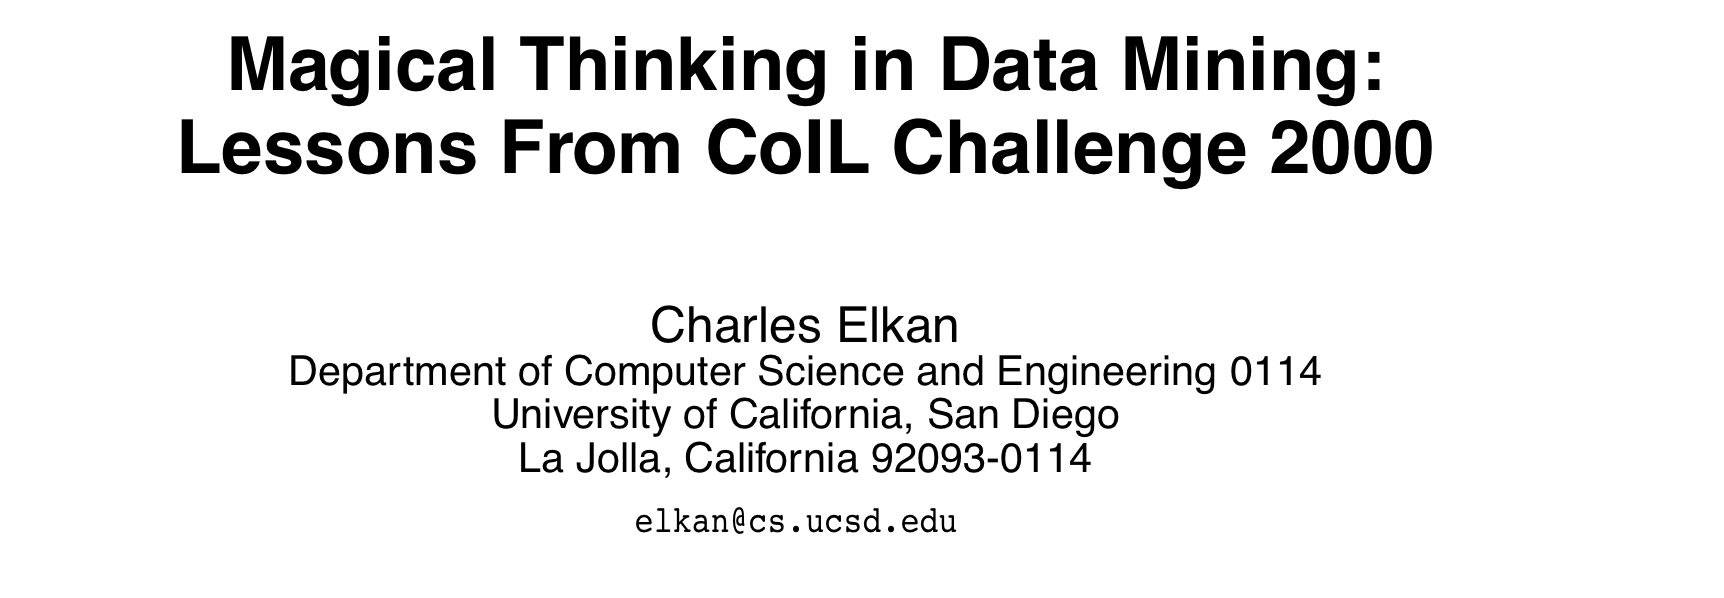 Magical Thinking in Data Mining:
Lessons From CoIL Challenge 2000
Charles Elkan
Department of Computer Science and Engineering 0114
University of California, San Diego
La Jolla, California 92093-0114
elkan@cs.ucsd.edu